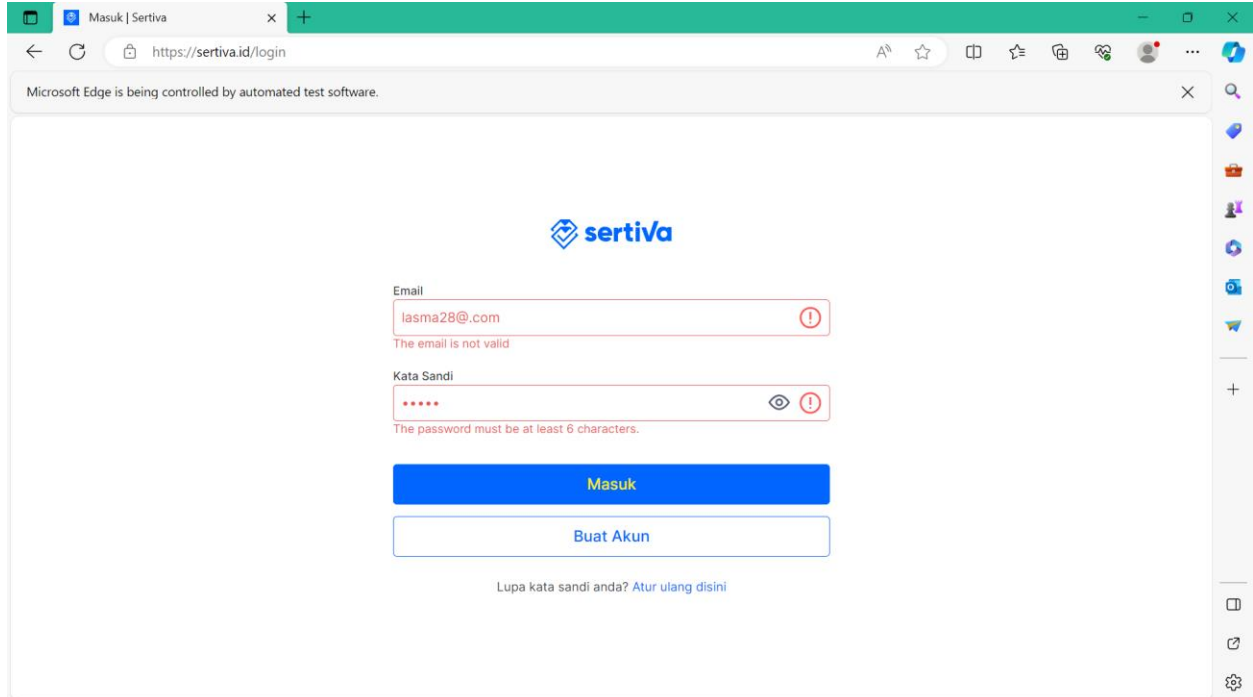 Masuk | Sertiva
https://sertiva.id/login
Microsoft Edge is being controlled by automated test software.
sertiva
Email
lasma28@.com
The email is not valid
Kata Sandi
•••••
The password must be at least 6 characters.
Masuk
Buat Akun
Lupa kata sandi anda? Atur ulang disini